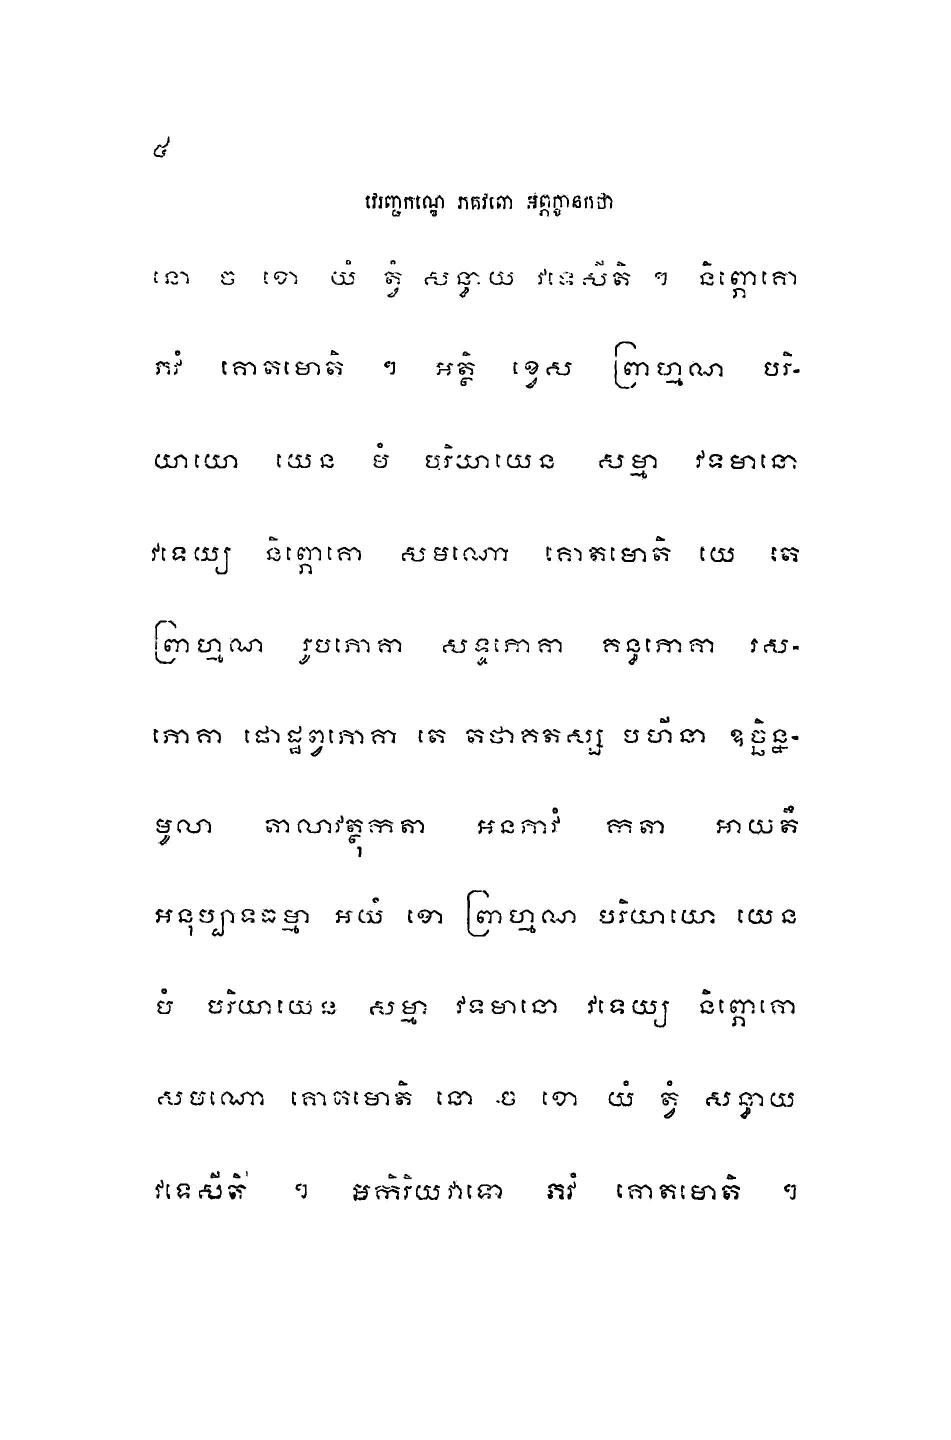 ៤
វេរញ្ជកណ្ឌេ ភគវតោ អព្ភក្ខានកថា
នោ ច ខោ យំ ត្វំ សន្ធាយ វទេសីតិ ។ និព្ភោគោ
ភវំ គោតមោតិ ។ អត្ថិ ខ្វេស ព្រាហ្មណ បរិ-
យាយោ យេន មំ បរិយាយេន សម្មា វទមានោ
វទេយ្យ និព្ភោគោ សមណោ គោតមោតិ យេ តេ
ព្រាហ្មណ រូបភោគា សទ្ទភោគា គន្ធភោគា រស-
ភោគា ផោដ្ឋព្វភោគា តេ តថាគតស្ស បហីនា ឧច្ឆិន្ន-
មូលា តាលាវត្ថុកតា អនភាវំ កតា អាយតឹ
អនុប្បាទធម្មា អយំ ខោ ព្រាហ្មណ បរិយាយោ យេន
មំ បរិយាយេន សម្មា វទមានោ វទេយ្យ និព្ភោគោ
សមណោ គោតមោតិ នោ ច ខោ យំ ត្វំ សន្ធាយ
វទេសីតិ ។ អកិរិយវាទោ ភវំ គោតមោតិ ។